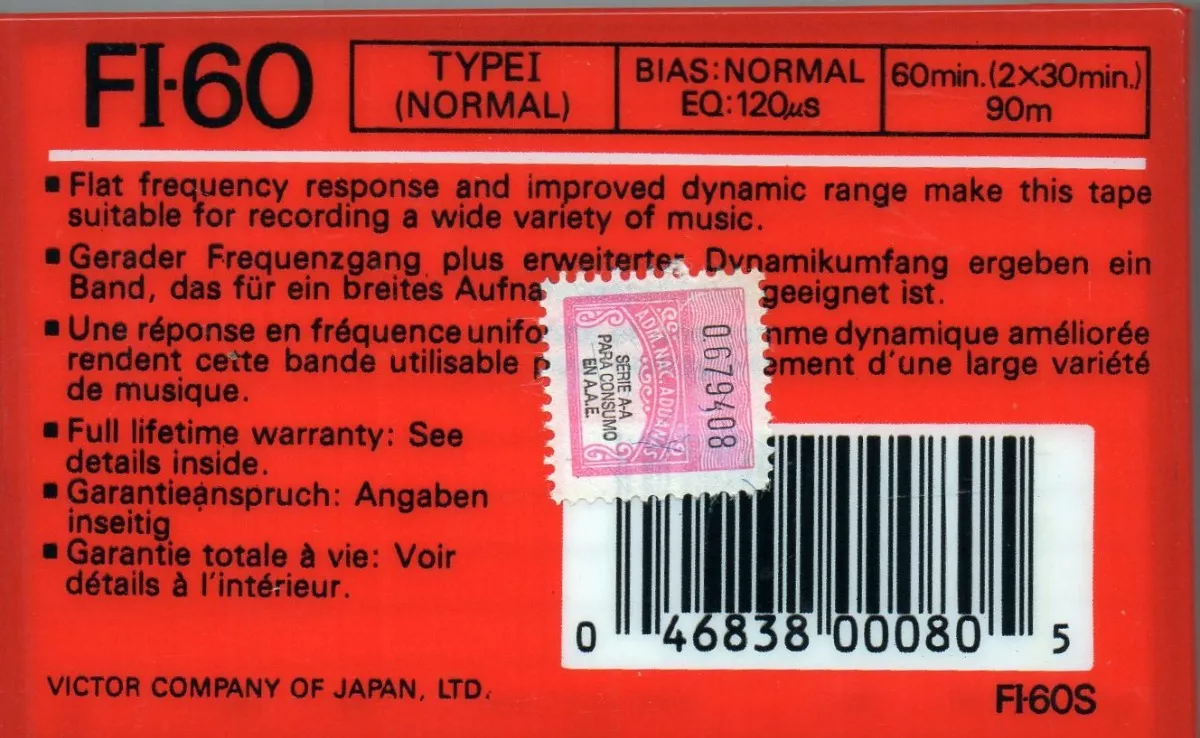 FI-60
TYPEI
(NORMAL)
BIAS:NORMAL
EQ:120µs
60min.(2×30min.)
90m
▪ Flat frequency response and improved dynamic range make this tape
suitable for recording a wide variety of music.
▪ Gerader Frequenzgang plus erweiterter Dynamikumfang ergeben ein
Band, das für ein breites geeignet ist.
▪ Une réponse en fréquence dynamique améliorée
rendent cette bande utilisable d'une large variété
de musique.
▪ Full lifetime warranty: See
details inside.
▪ Garantieanspruch: Angaben
inseitig
▪ Garantie totale à vie: Voir
détails à l'intérieur.
ADM. NAC. ADUANAS
SERIE A-A
PARA CONSUMO
EN A.A.E.
0679408
0 46838 00080 5
VICTOR COMPANY OF JAPAN, LTD.
FI-60S